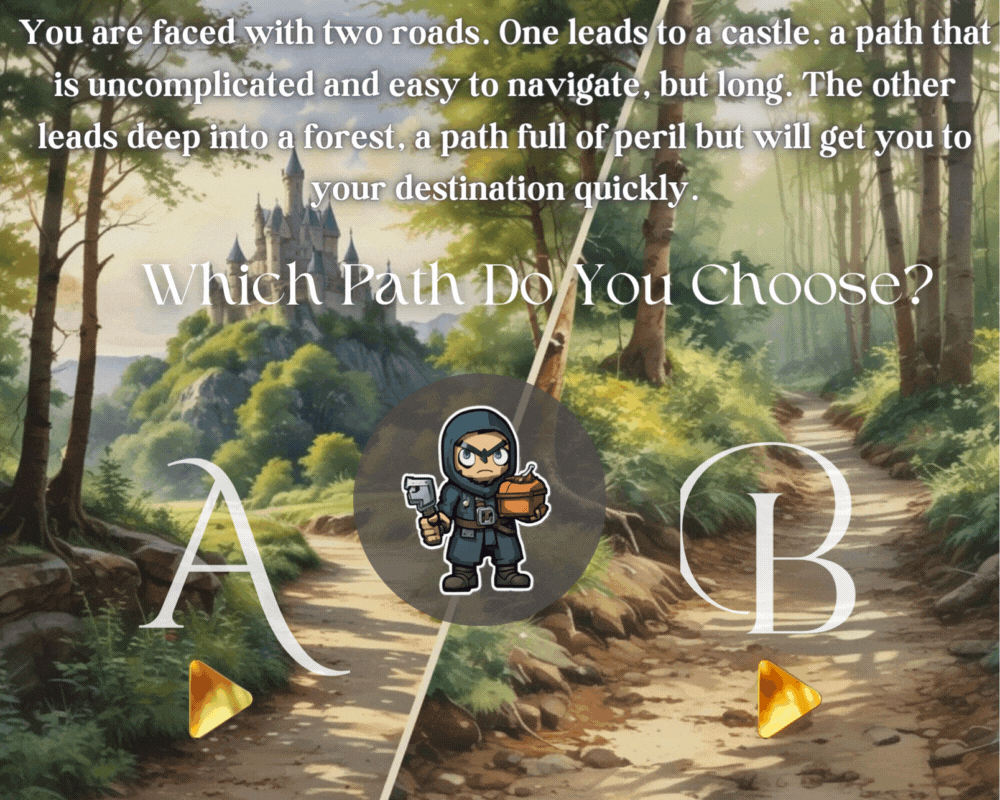 You are faced with two roads. One leads to a castle. a path that
is uncomplicated and easy to navigate, but long. The other
leads deep into a forest, a path full of peril but will get you to
your destination quickly.
Which Path Do You Choose?
A
B